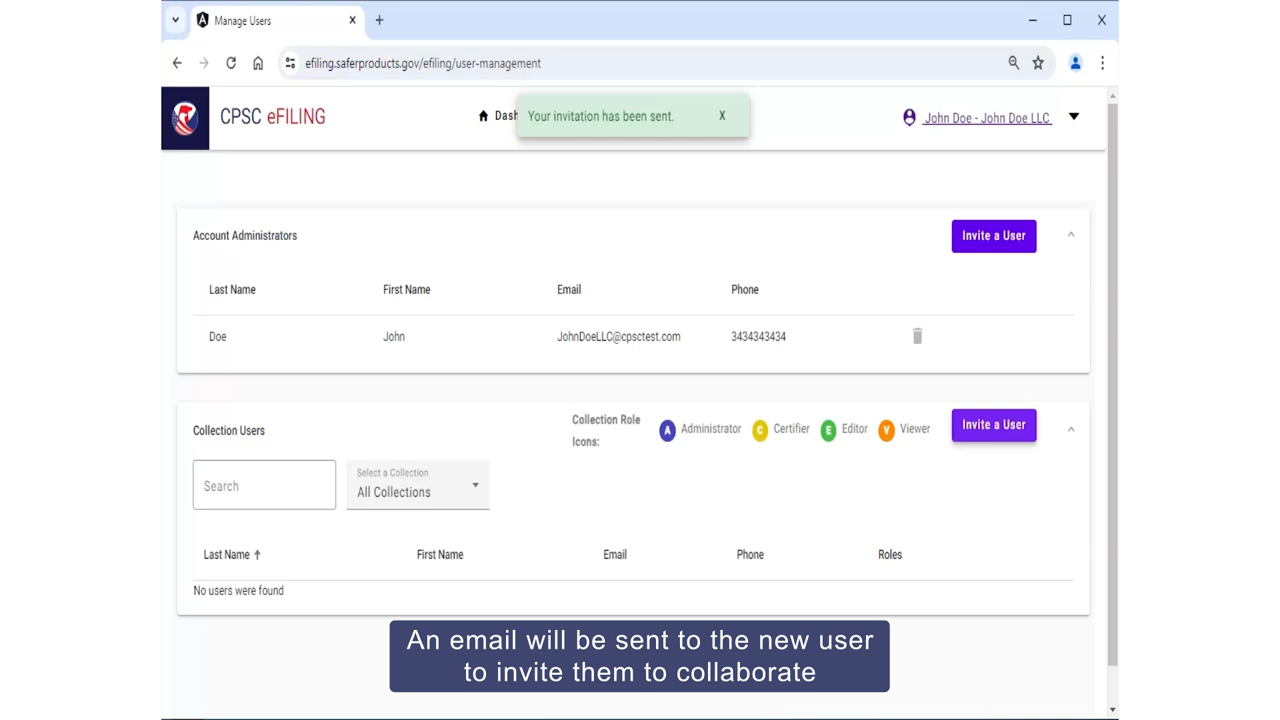 Manage Users
efiling.saferproducts.gov/efiling/user-management
CPSC eFILING
Dash
Your invitation has been sent. X
John Doe - John Doe LLC
Account Administrators
Invite a User
Last Name First Name Email Phone
Doe John JohnDoeLLC@cpsctest.com 3434343434
Collection Users
Collection Role
Icons:
A Administrator C Certifier E Editor V Viewer
Invite a User
Search
Select a Collection
All Collections
Last Name First Name Email Phone Roles
No users were found
An email will be sent to the new user
to invite them to collaborate